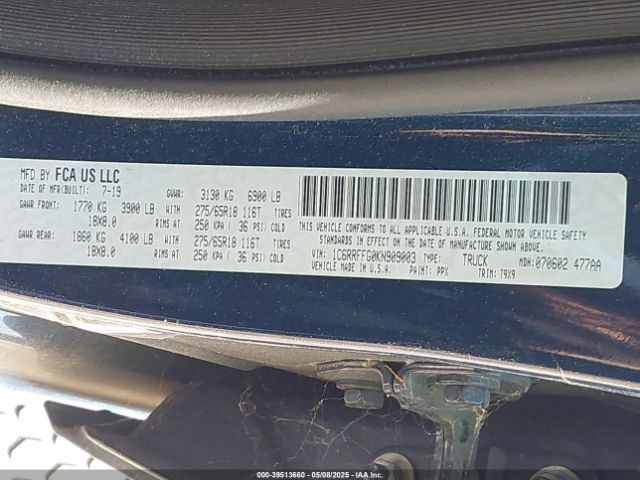 MFD BY FCA US LLC
DATE OF MFR(BUILT): 7-19 GVWR: 3130 KG 6900 LB
GAWR FRONT: 1770 KG 3900 LB WITH 275/65R18 116T TIRES
18X8.0 RIMS AT 250 KPA ( 36 PSI) COLD
GAWR REAR: 1860 KG 4100 LB WITH 275/65R18 116T TIRES
18X8.0 RIMS AT 250 KPA ( 36 PSI) COLD
THIS VEHICLE CONFORMS TO ALL APPLICABLE U.S.A. FEDERAL MOTOR VEHICLE SAFETY
STANDARDS IN EFFECT ON THE DATE OF MANUFACTURE SHOWN ABOVE.
VIN: 1C6RRFFG0KN909003 TYPE: TRUCK MDH: 070602 477AA
VEHICLE MADE IN U.S.A. PAINT: PPX TRIM: T9X9
000-39513660 - 05/08/2025 - IAAI.COM